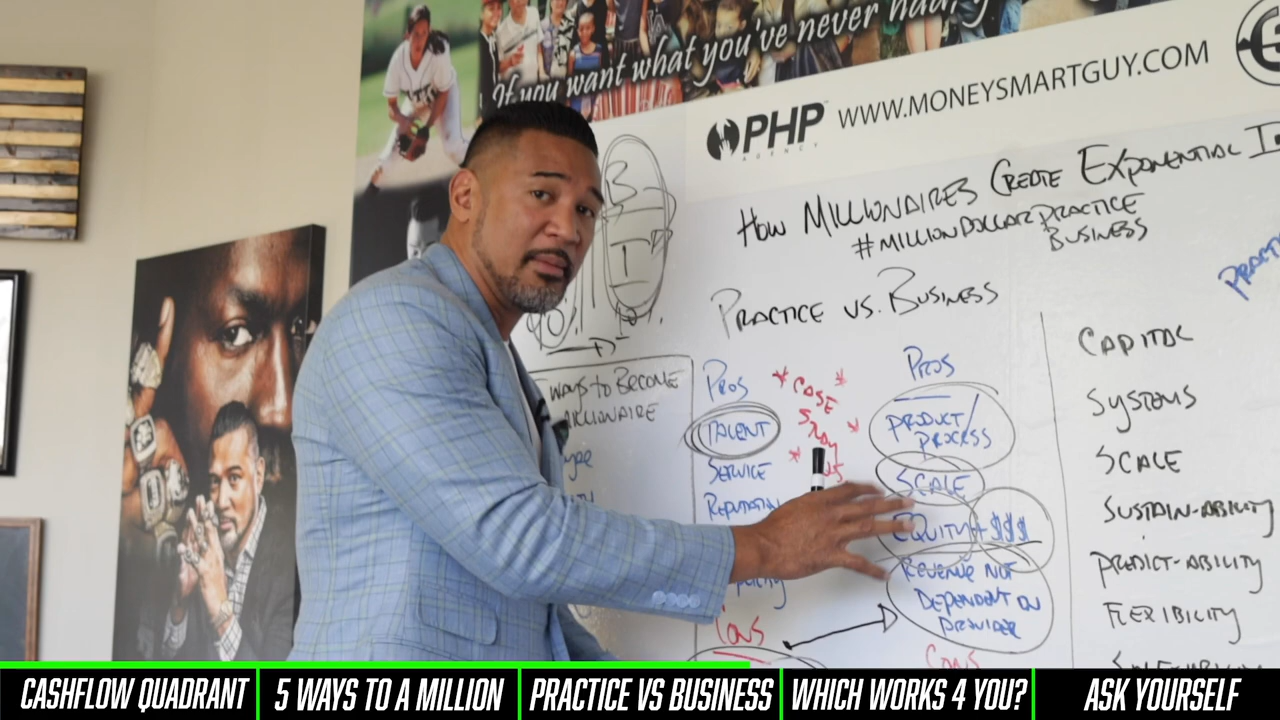 If you want what you've never had,
PHP
AGENCY
WWW.MONEYSMARTGUY.COM
HOW MILLIONAIRES CREATE EXPONENTIAL
#MILLIONDOLLARPRACTICE
BUSINESS
PRACTICE VS. BUSINESS
B
I
WAYS TO BECOME
PROS
TALENT
SERVICE
CONS
* CASE *
*
*
PROS
PRODUCT/
PROCESS
SCALE
EQUITY + $$$
REVENUE NOT
DEPENDENT ON
PROVIDER
CONS
CAPITAL
SYSTEMS
SCALE
SUSTAIN-ABILITY
PREDICT-ABILITY
FLEXIBILITY
CASHFLOW QUADRANT
5 WAYS TO A MILLION
PRACTICE VS BUSINESS
WHICH WORKS 4 YOU?
ASK YOURSELF